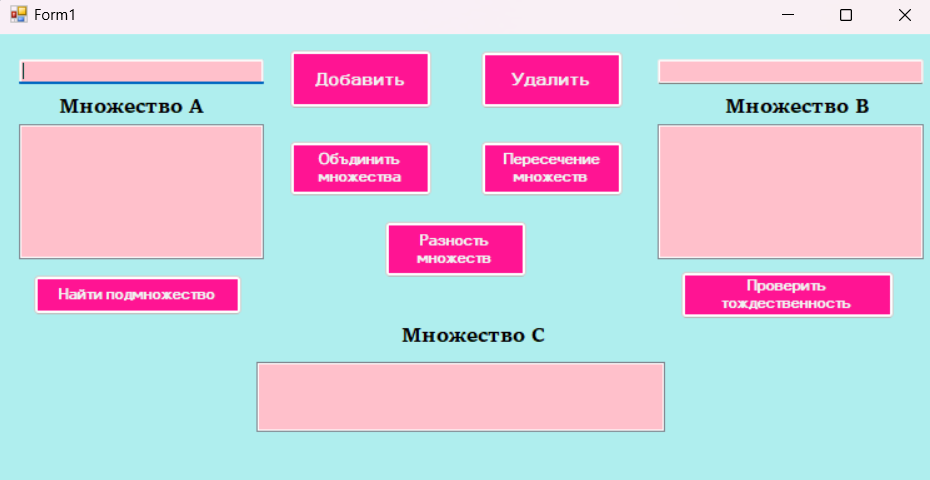 Form1
Добавить
Удалить
Множество A
Множество B
Объдинить
множества
Пересечение
множеств
Разность
множеств
Найти подмножество
Проверить
тождественность
Множество C